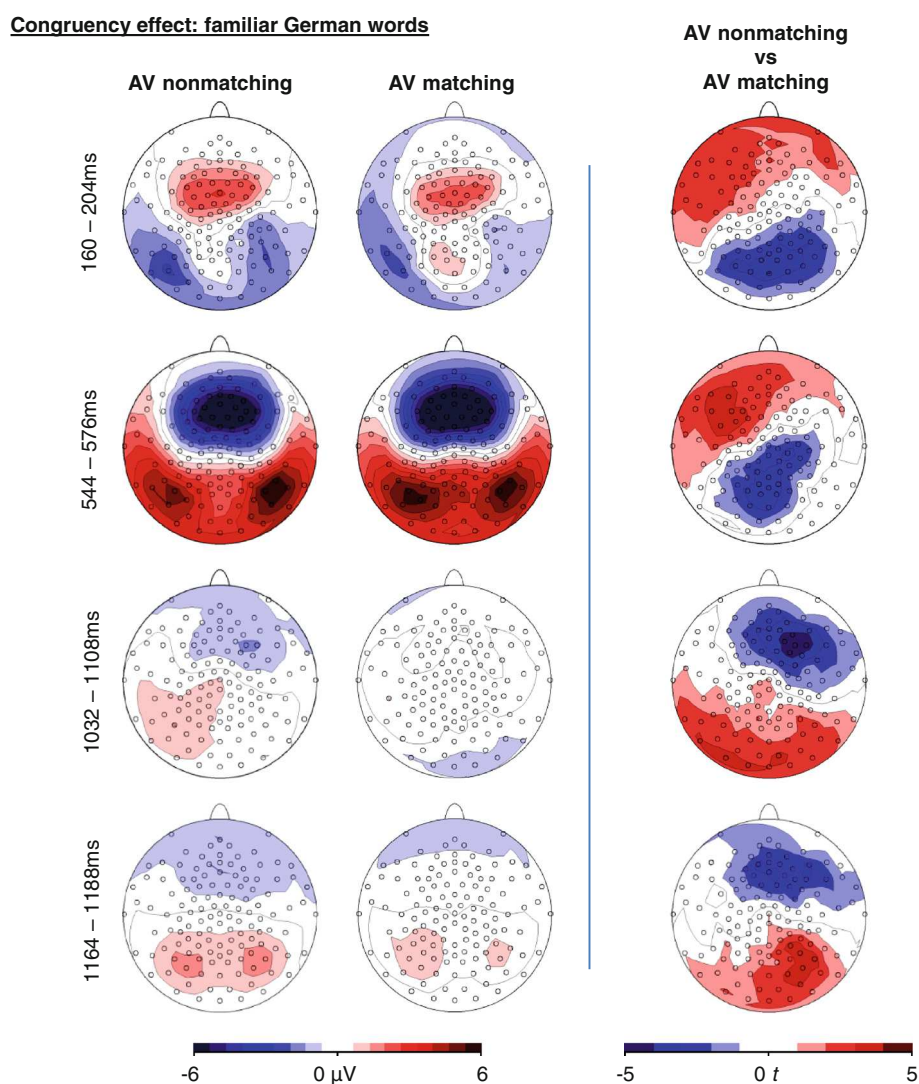 Congruency effect: familiar German words
AV nonmatching
AV matching
AV nonmatching
vs
AV matching
160 – 204ms
544 – 576ms
1032 – 1108ms
1164 – 1188ms
-6 0 µV 6
-5 0 t 5